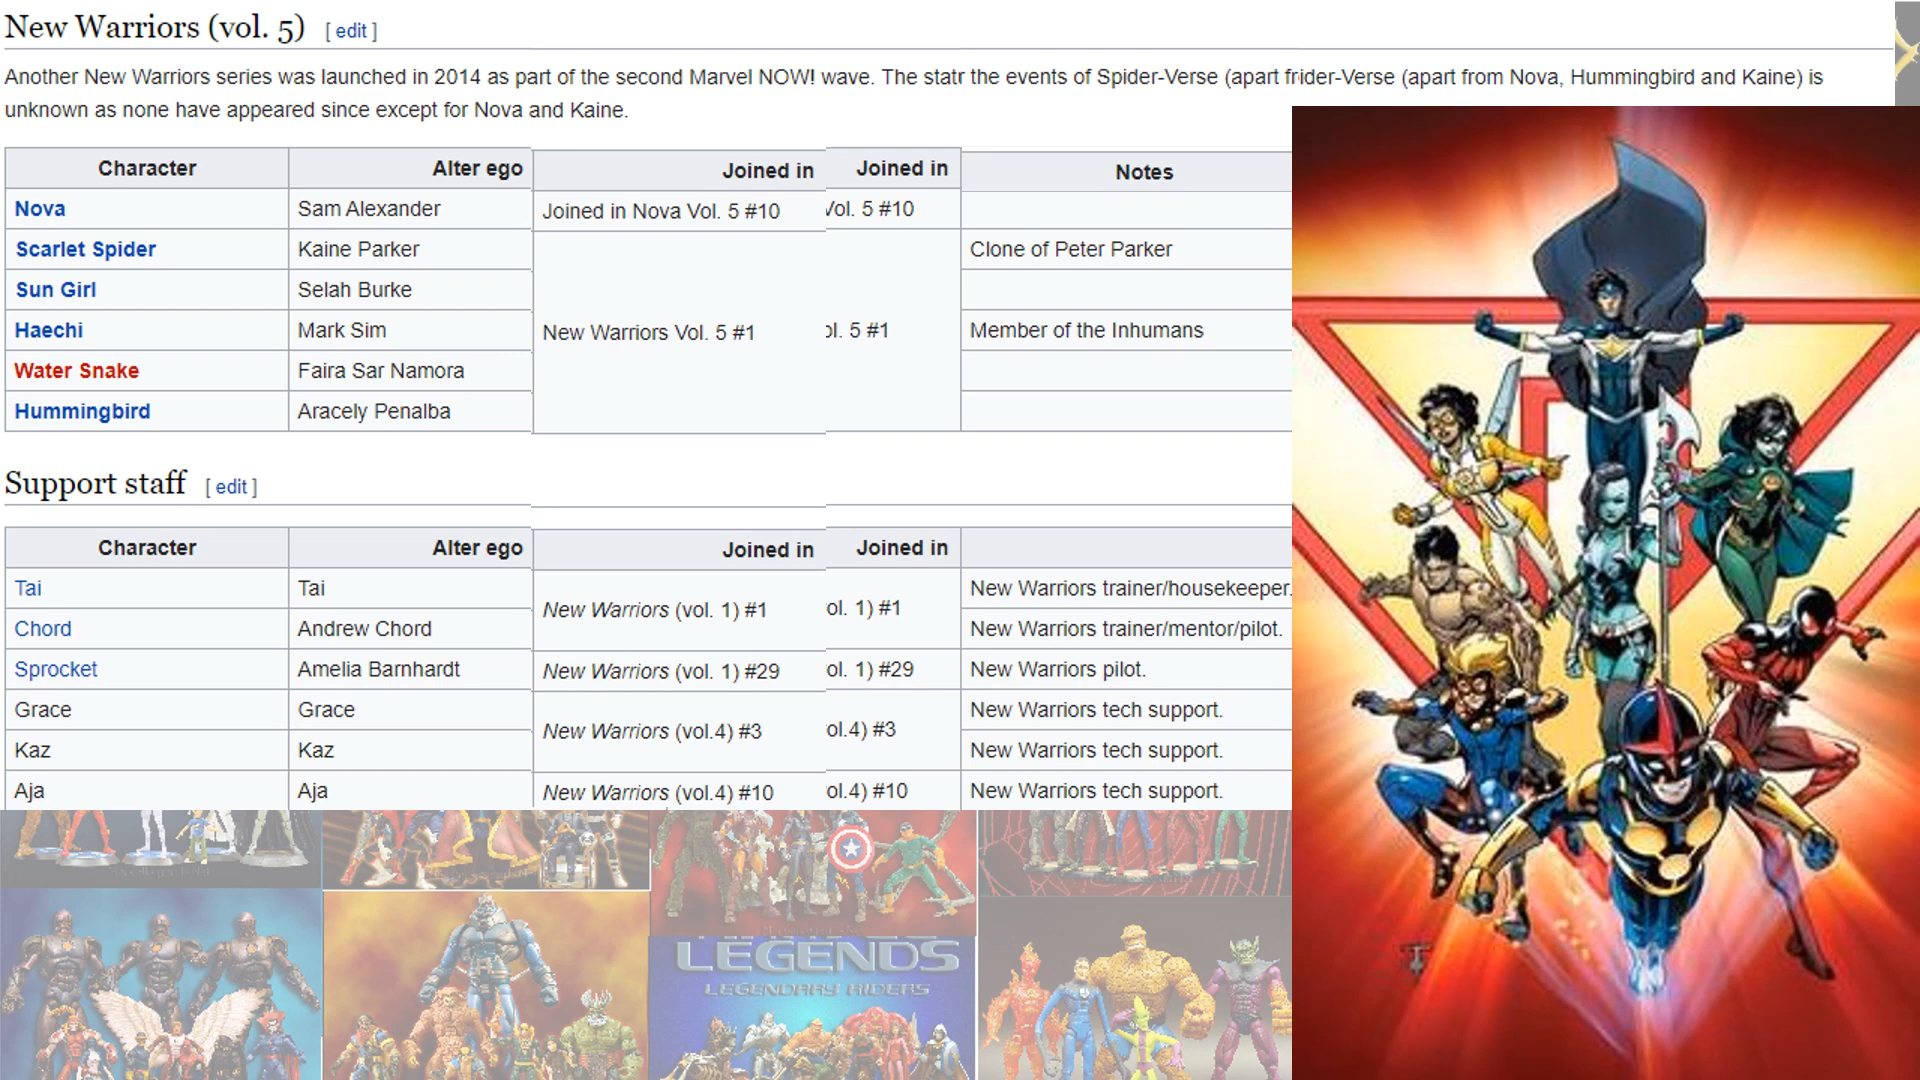 New Warriors (vol. 5) [ edit ]
Another New Warriors series was launched in 2014 as part of the second Marvel NOW! wave. The statr the events of Spider-Verse (apart frider-Verse (apart from Nova, Hummingbird and Kaine) is
unknown as none have appeared since except for Nova and Kaine.
Character Alter ego Joined in Joined in Notes
Nova Sam Alexander Joined in Nova Vol. 5 #10 Vol. 5 #10
Scarlet Spider Kaine Parker Clone of Peter Parker
Sun Girl Selah Burke
Haechi Mark Sim New Warriors Vol. 5 #1 ol. 5 #1 Member of the Inhumans
Water Snake Faira Sar Namora
Hummingbird Aracely Penalba
Support staff [ edit ]
Character Alter ego Joined in Joined in
Tai Tai New Warriors (vol. 1) #1 ol. 1) #1 New Warriors trainer/housekeeper.
Chord Andrew Chord New Warriors trainer/mentor/pilot.
Sprocket Amelia Barnhardt New Warriors (vol. 1) #29 ol. 1) #29 New Warriors pilot.
Grace Grace New Warriors (vol.4) #3 ol.4) #3 New Warriors tech support.
Kaz Kaz New Warriors tech support.
Aja Aja New Warriors (vol.4) #10 ol.4) #10 New Warriors tech support.
LEGENDS
LEGENDARY RIDERS